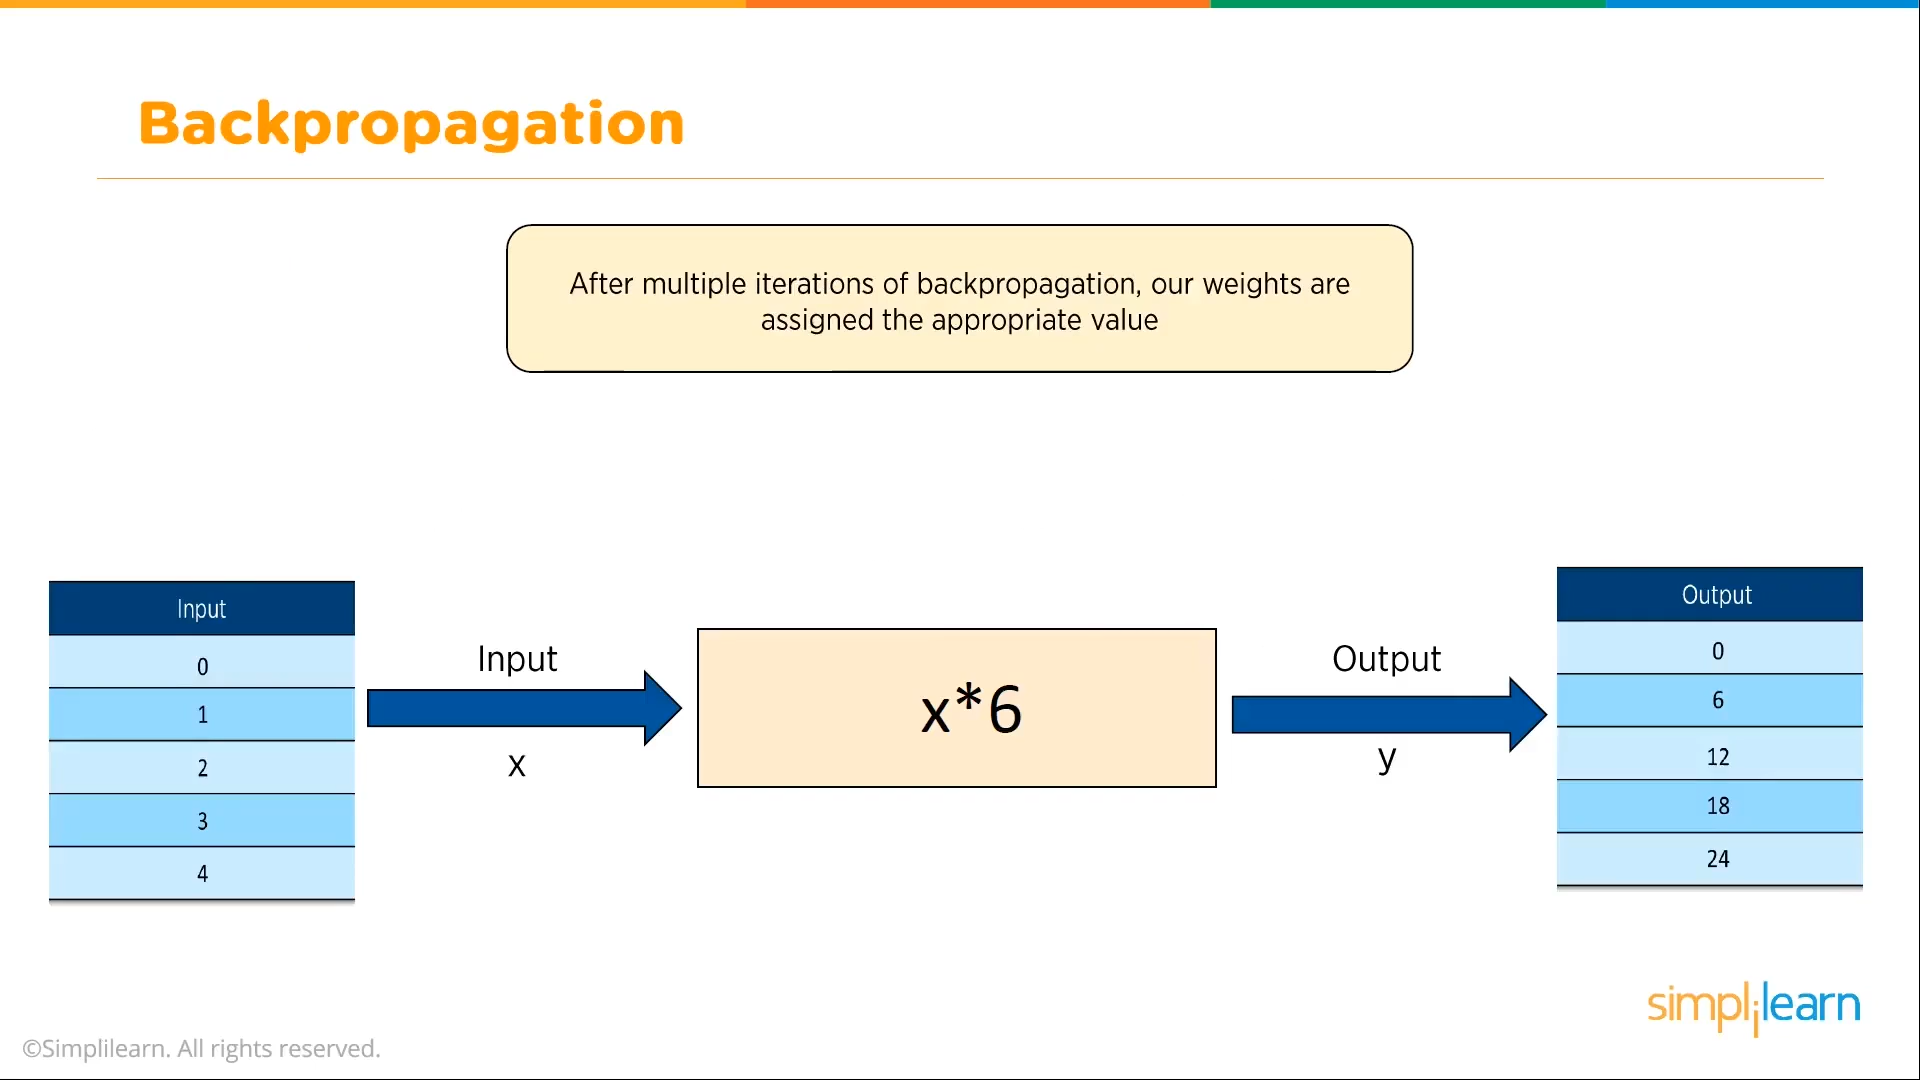 Backpropagation
After multiple iterations of backpropagation, our weights are
assigned the appropriate value
Input
0
1
2
3
4
Input
x
x*6
Output
y
Output
0
6
12
18
24
simplilearn
©Simplilearn. All rights reserved.